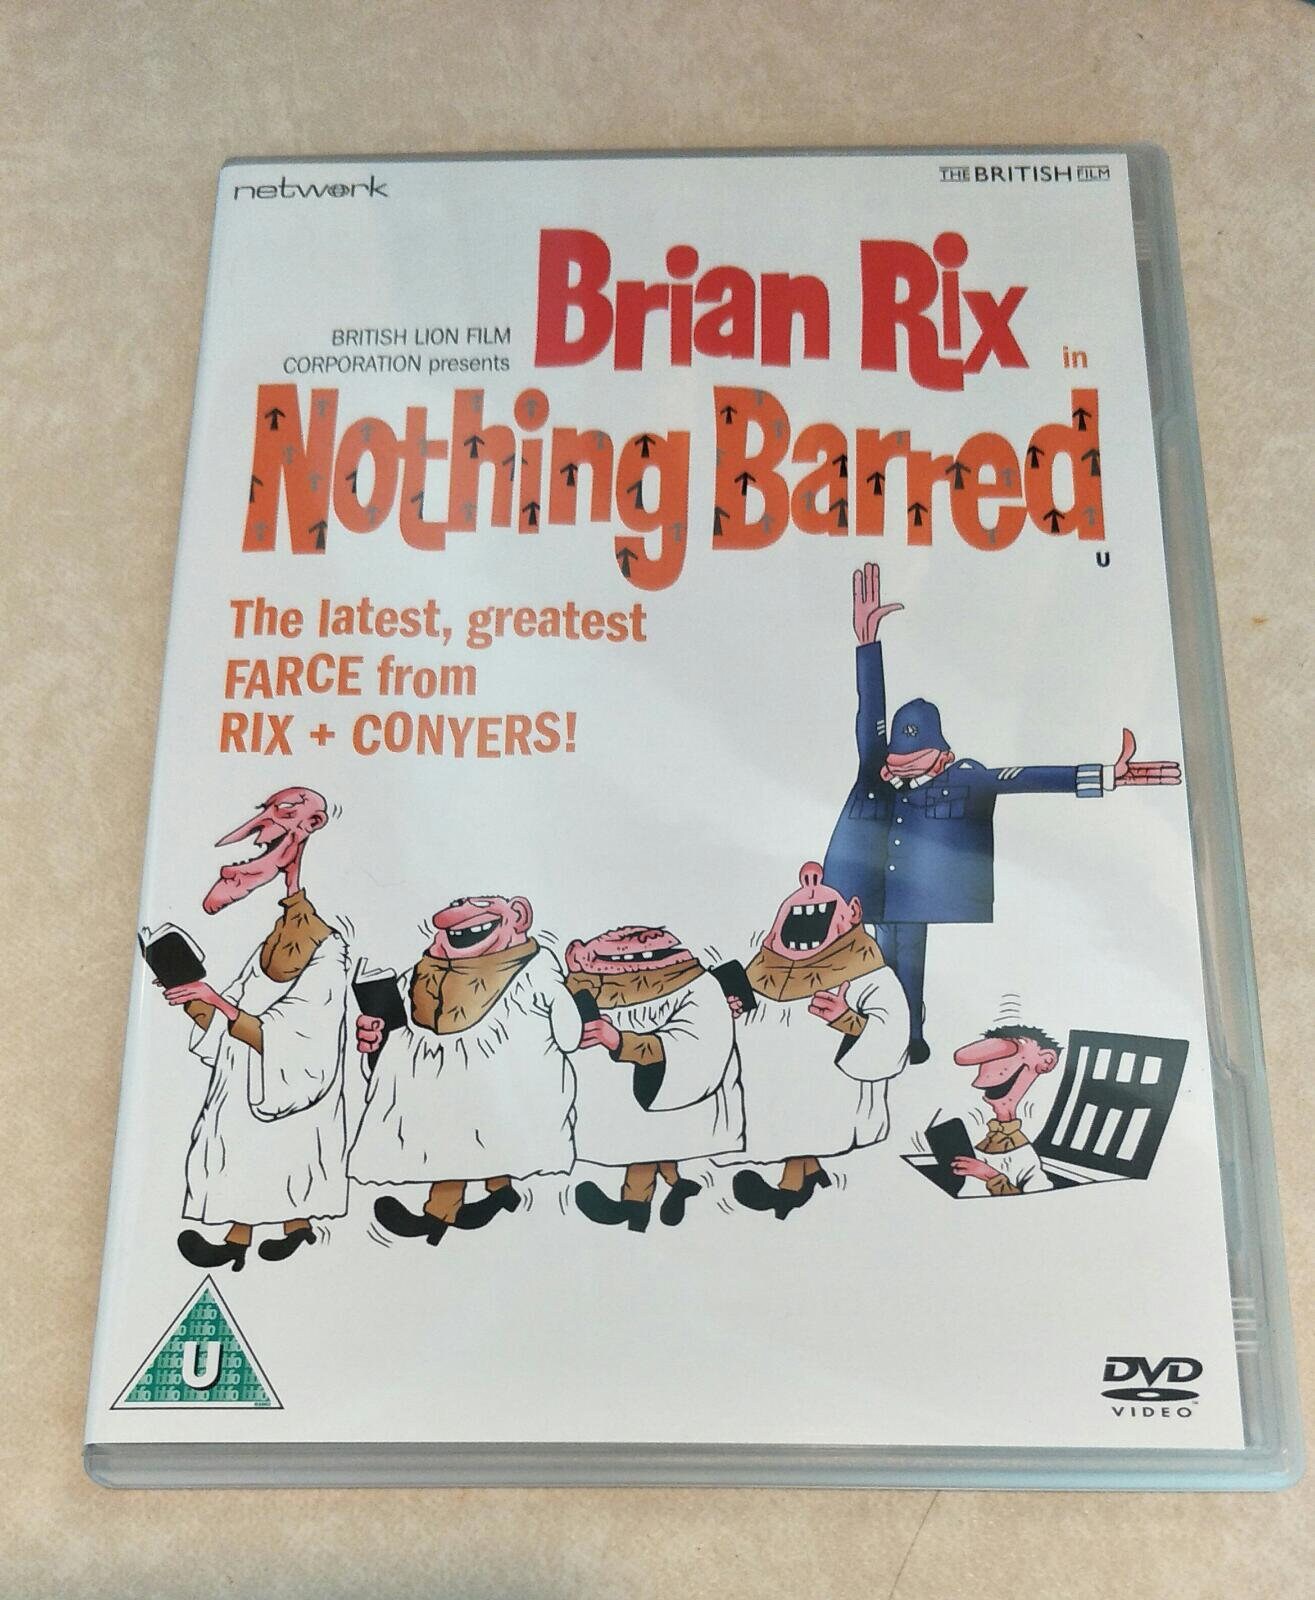 network
THE BRITISH FILM
Brian Rix
BRITISH LION FILM
CORPORATION presents
in
Nothing Barred
U
The latest, greatest
FARCE from
RIX + CONYERS!
U
DVD
VIDEO